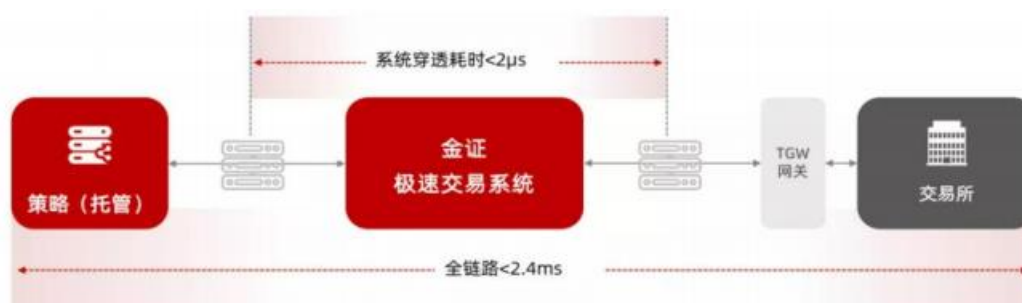 系统穿透耗时<2μs
策略（托管）
金证
极速交易系统
TGW
网关
交易所
全链路<2.4ms